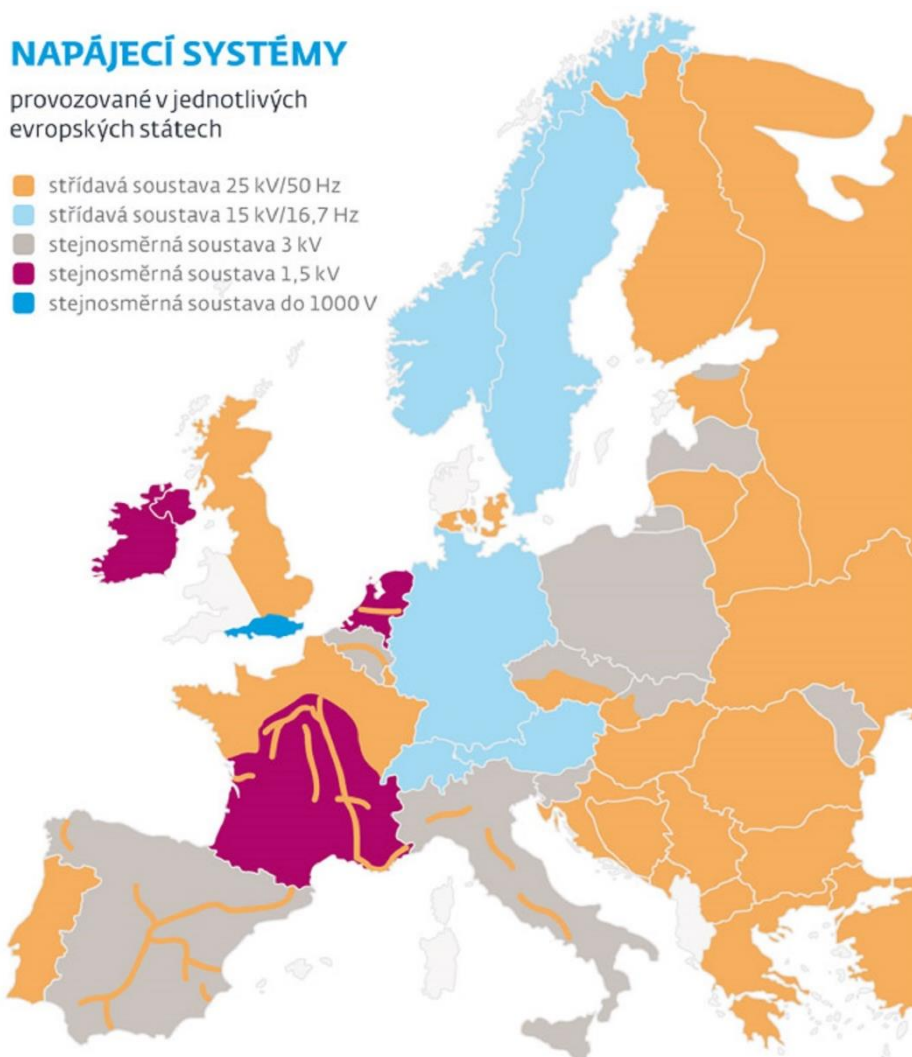 NAPÁJECÍ SYSTÉMY
provozované v jednotlivých
evropských státech
střídavá soustava 25 kV/50 Hz
střídavá soustava 15 kV/16,7 Hz
stejnosměrná soustava 3 kV
stejnosměrná soustava 1,5 kV
stejnosměrná soustava do 1000 V